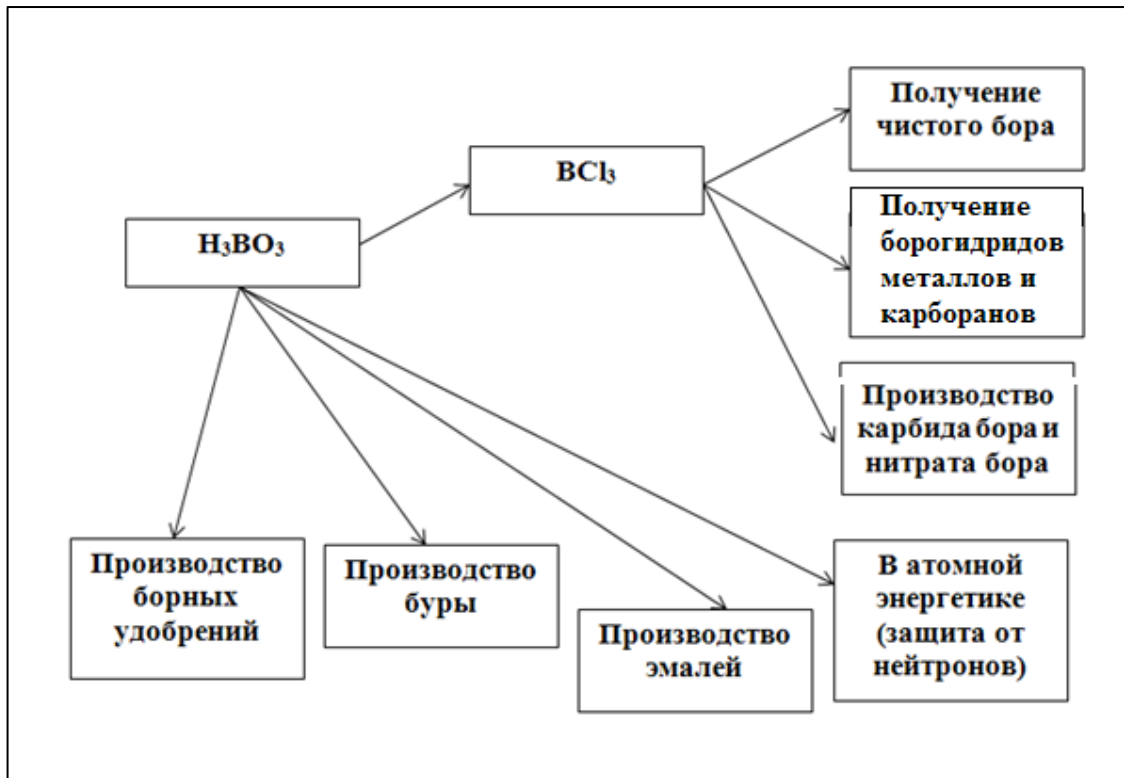 Получение
чистого бора
BCl₃
Получение
борогидридов
металлов и
карборанов
H₃BO₃
Производство
карбида бора и
нитрата бора
Производство
борных
удобрений
Производство
буры
Производство
эмалей
В атомной
энергетике
(защита от
нейтронов)